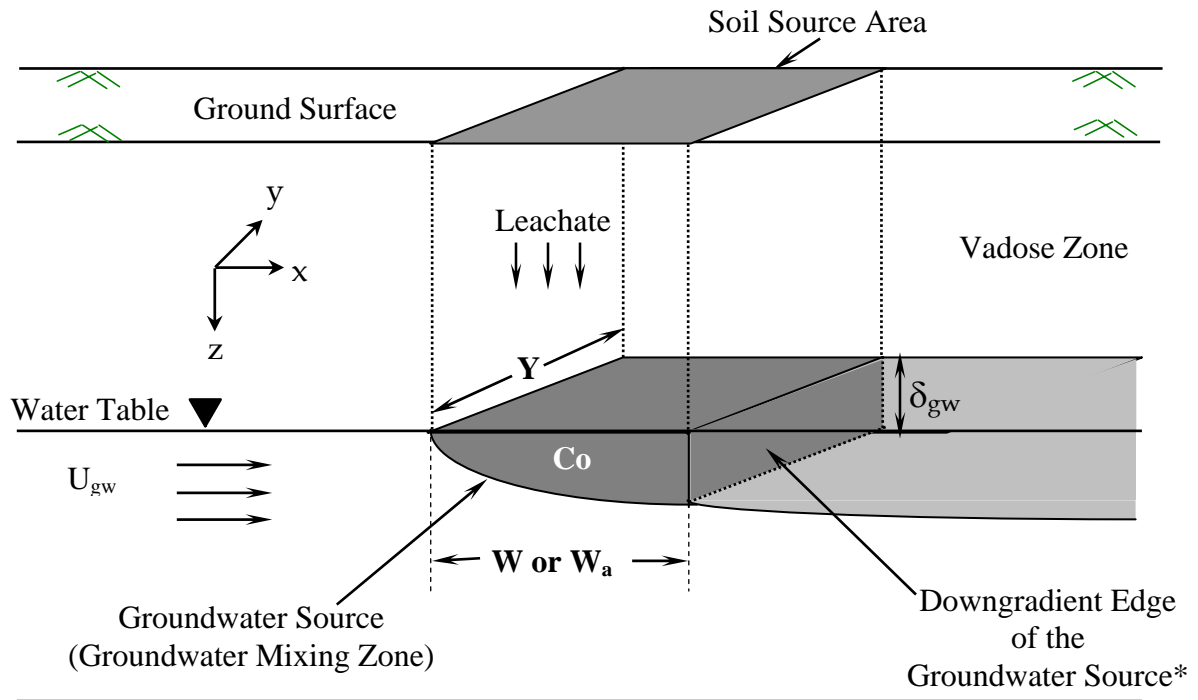 Soil Source Area
Ground Surface
y
x
z
Leachate
Vadose Zone
Y
Water Table
δgw
Ugw
Co
W or Wa
Groundwater Source
(Groundwater Mixing Zone)
Downgradient Edge
of the
Groundwater Source*